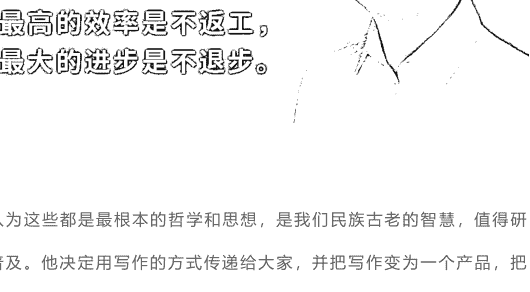 最高的效率是不返工，
最大的进步是不退步。
为这些都是最根本的哲学和思想，是我们民族古老的智慧，值得研
及。他决定用写作的方式传递给大家，并把写作变为一个产品，把